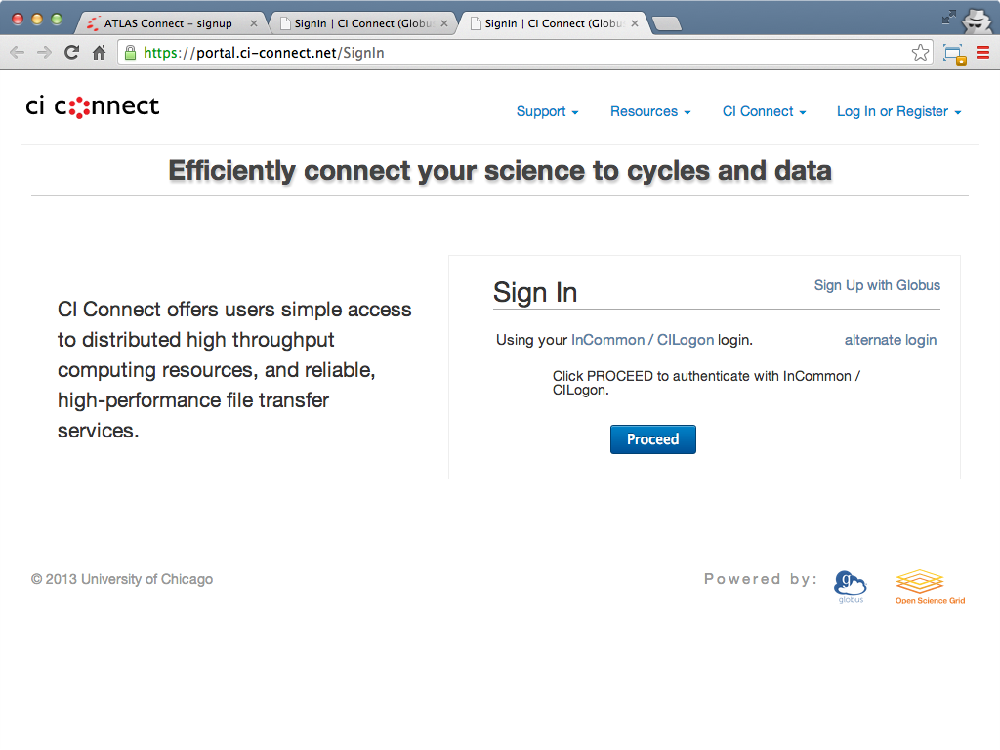 ATLAS Connect – signup
SignIn | CI Connect (Globu
SignIn | CI Connect (Globu
https://portal.ci-connect.net/SignIn
ci connect
Support
Resources
CI Connect
Log In or Register
Efficiently connect your science to cycles and data
CI Connect offers users simple access
to distributed high throughput
computing resources, and reliable,
high-performance file transfer
services.
Sign In
Sign Up with Globus
Using your InCommon / CILogon login.
alternate login
Click PROCEED to authenticate with InCommon /
CILogon.
Proceed
© 2013 University of Chicago
Powered by:
g
globus
Open Science Grid